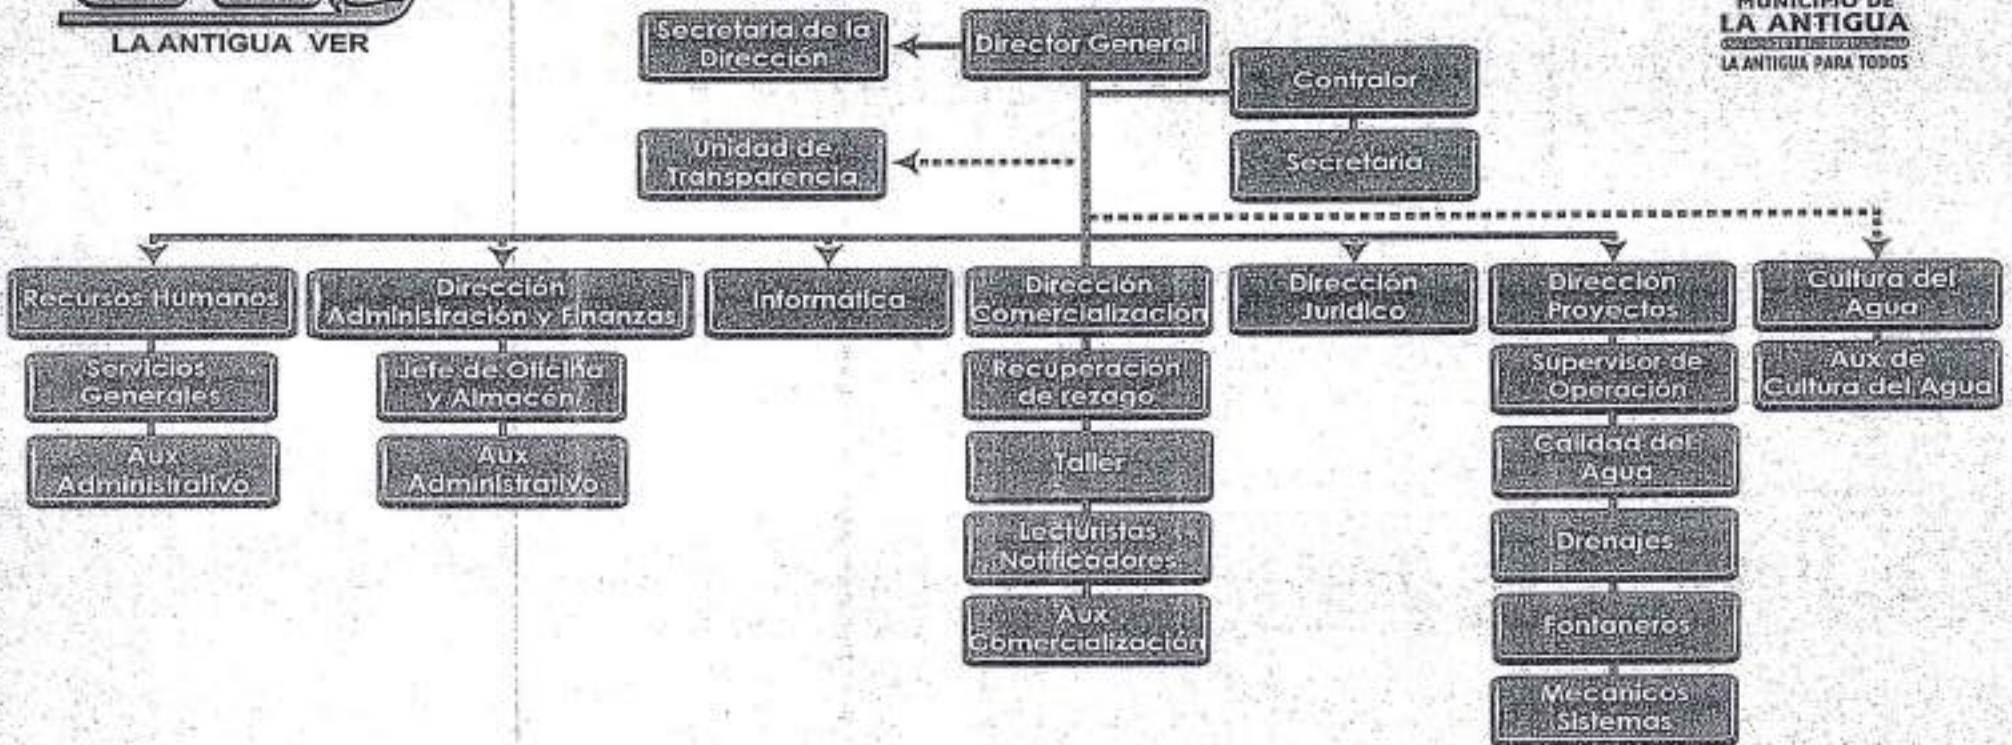 LA ANTIGUA VER
MUNICIPIO DE
LA ANTIGUA
LA ANTIGUA PARA TODOS
Secretaria de la
Dirección
Director General
Contralor
Secretaria
Unidad de
Transparencia
Recursos Humanos
Servicios
Generales
Aux
Administrativo
Dirección
Administración y Finanzas
Jefe de Oficina
y Almacén
Aux
Administrativo
Informática
Dirección
Comercialización
Recuperación
de rezago
Taller
Lecturistas
Notificadores
Aux
Comercialización
Dirección
Jurídico
Dirección
Proyectos
Supervisor de
Operación
Calidad del
Agua
Drenajes
Fontaneros
Mecánicos
Sistemas
Cultura del
Agua
Aux de
Cultura del Agua